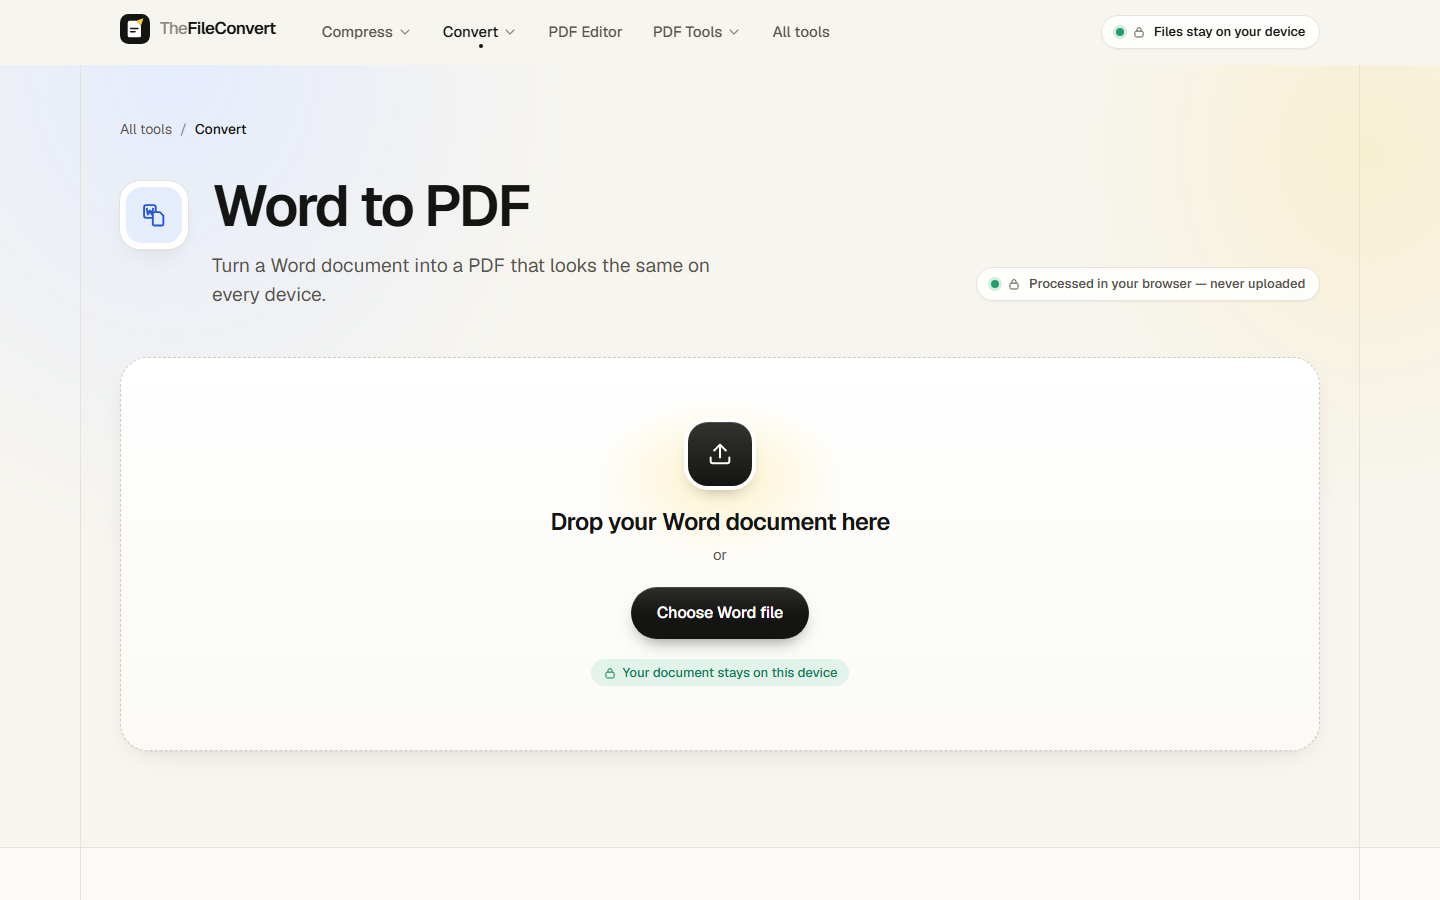 TheFileConvert
Compress
Convert
PDF Editor
PDF Tools
All tools
Files stay on your device
All tools / Convert
W
Word to PDF
Turn a Word document into a PDF that looks the same on
every device.
Processed in your browser — never uploaded
Drop your Word document here
or
Choose Word file
Your document stays on this device